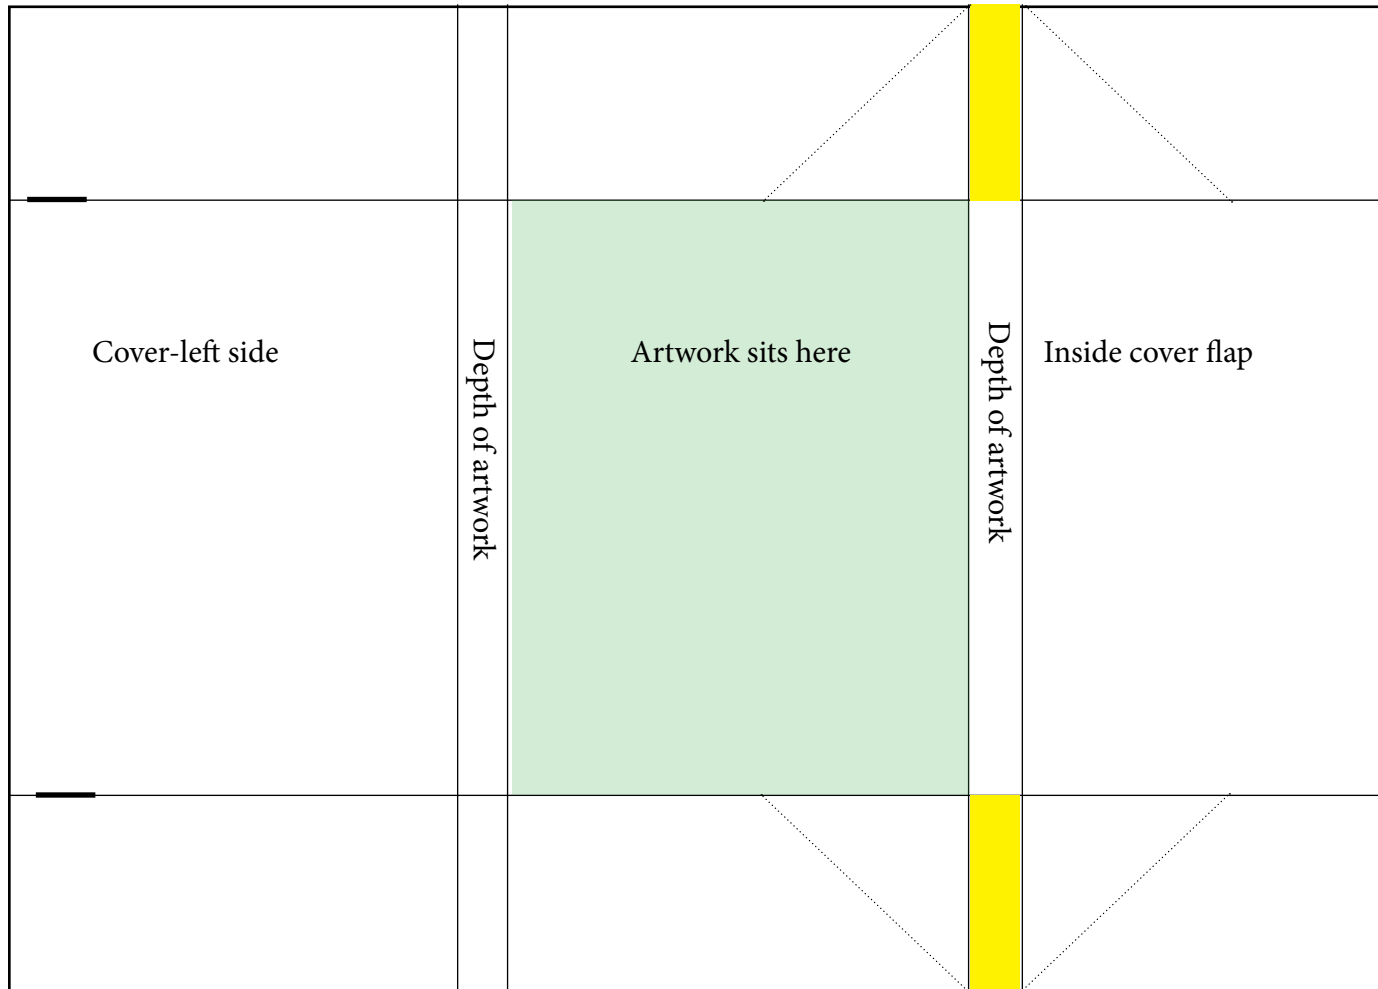 Cover-left side
Depth of artwork
Artwork sits here
Depth of artwork
Inside cover flap